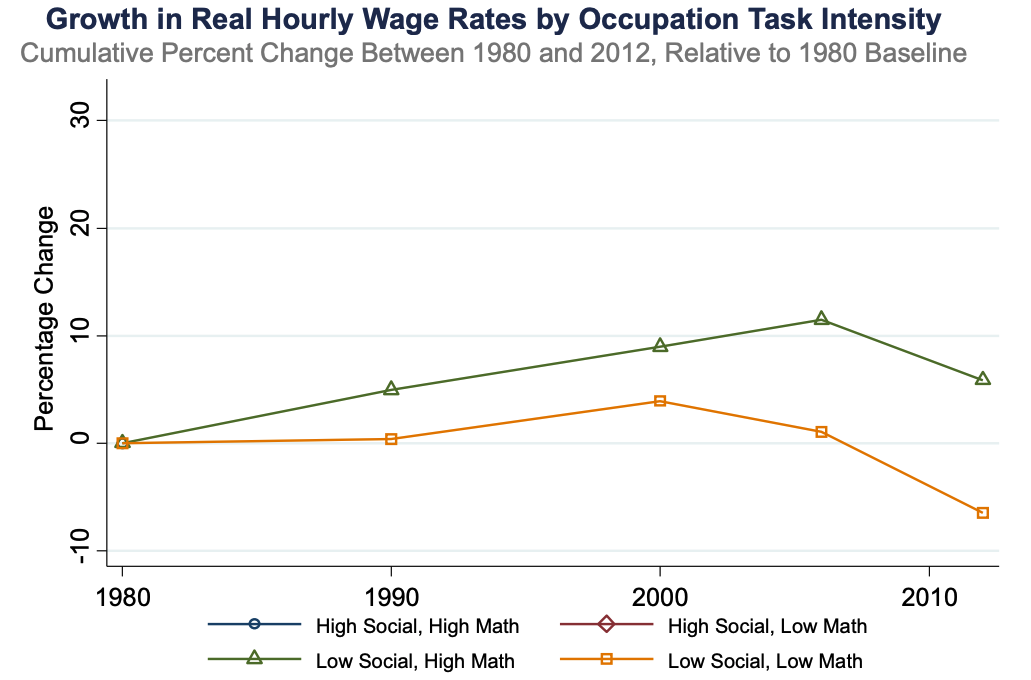 Growth in Real Hourly Wage Rates by Occupation Task Intensity
Cumulative Percent Change Between 1980 and 2012, Relative to 1980 Baseline
Percentage Change
30
20
10
0
-10
1980 1990 2000 2010
High Social, High Math High Social, Low Math
Low Social, High Math Low Social, Low Math